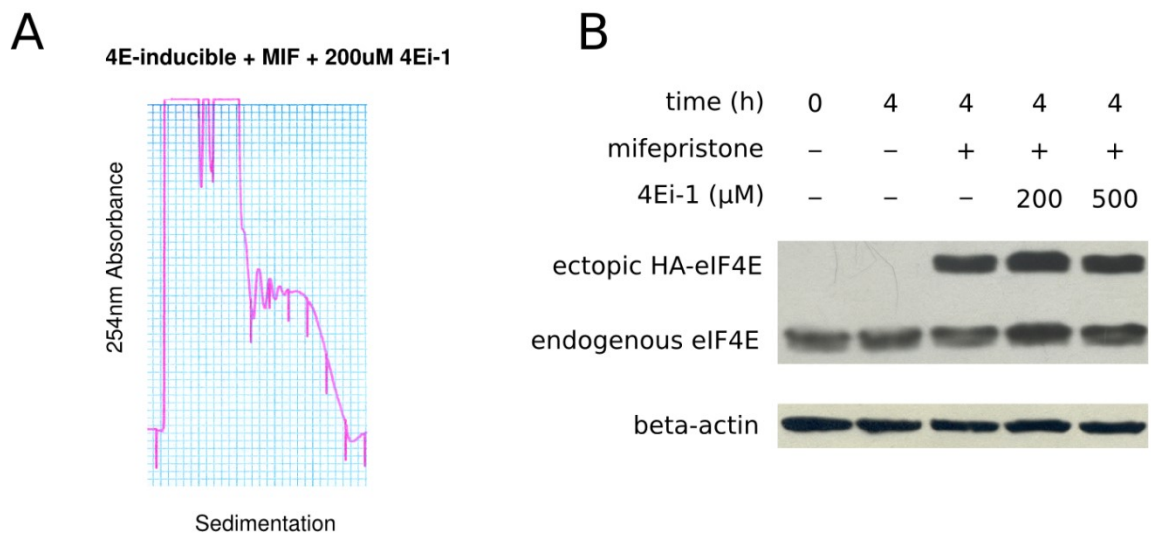 A
4E-inducible + MIF + 200uM 4Ei-1
254nm Absorbance
Sedimentation
B
time (h) 0 4 4 4 4
mifepristone – – + + +
4Ei-1 (µM) – – – 200 500
ectopic HA-eIF4E
endogenous eIF4E
beta-actin